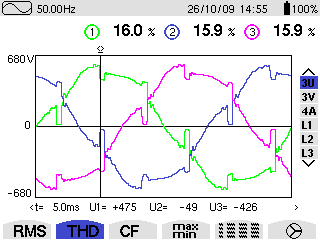 50.00Hz 26/10/09 14:55 100%
1 16.0 % 2 15.9 % 3 15.9 %
680V
3U
3V
4A
L1
L2
L3
0
-680
<t= 5.0ms U1= +475 U2= -49 U3= -426 >
RMS THD CF max min